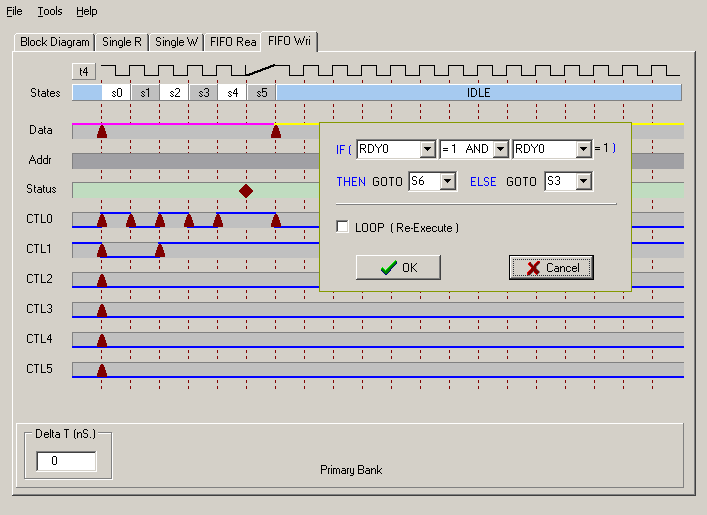 File Tools Help
Block Diagram Single R Single W FIFO Rea FIFO Wri
t4
States s0 s1 s2 s3 s4 s5 IDLE
Data
IF ( RDY0 = 1 AND RDY0 = 1 )
Addr
THEN GOTO S6 ELSE GOTO S3
Status
CTL0
LOOP ( Re-Execute )
CTL1
OK Cancel
CTL2
CTL3
CTL4
CTL5
Delta T (nS.)
0
Primary Bank